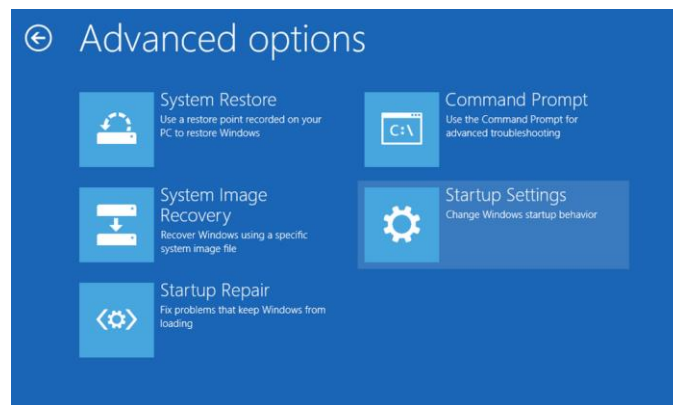 Advanced options
System Restore
Use a restore point recorded on your
PC to restore Windows
System Image
Recovery
Recover Windows using a specific
system image file
Startup Repair
Fix problems that keep Windows from
loading
C:\
Command Prompt
Use the Command Prompt for
advanced troubleshooting
Startup Settings
Change Windows startup behavior